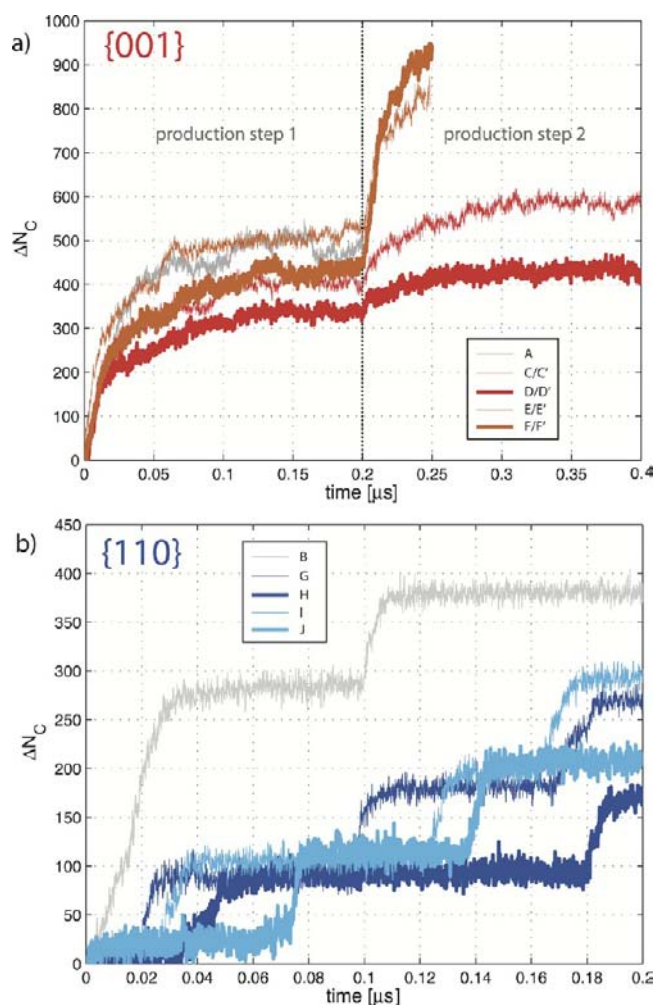 a)
{001}
1000
900
800
700
600
500
400
300
200
100
0
ΔN_C
production step 1
production step 2
A
C/C'
D/D'
E/E'
F/F'
0 0.05 0.1 0.15 0.2 0.25 0.3 0.35 0.4
time [μs]
b)
{110}
450
400
350
300
250
200
150
100
50
0
ΔN_C
B
G
H
I
J
0 0.02 0.04 0.06 0.08 0.1 0.12 0.14 0.16 0.18 0.2
time [μs]